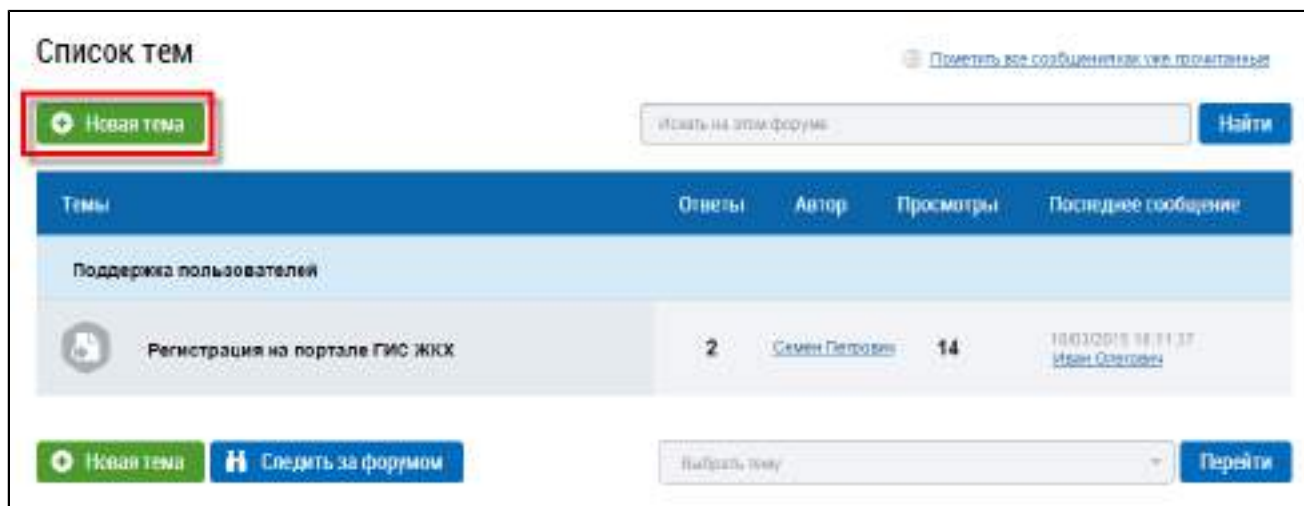 Список тем
Пометить все сообщения как уже прочитанные
Новая тема
Искать на этом форуме
Найти
Темы Ответы Автор Просмотры Последнее сообщение
Поддержка пользователей
Регистрация на портале ГИС ЖКХ 2 Семен Петрович 14
Иван Олегович
Новая тема Следить за форумом Выбрать тему Перейти